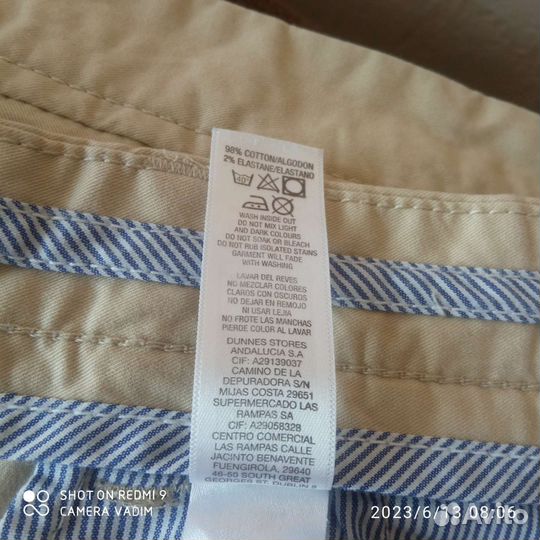 98% COTTON/ALGODON
2% ELASTANE/ELASTANO
WASH INSIDE OUT
DO NOT MIX LIGHT
AND DARK COLOURS
DO NOT SOAK OR BLEACH
DO NOT RUB ISOLATED STAINS
GARMENT WILL FADE
WITH WASHING
LAVAR DEL REVES
NO MEZCLAR COLORES
CLAROS CON OSCUROS
NO DEJAR EN REMOJO
NI USAR LEJIA
NO FROTE LAS MANCHAS
PIERDE COLOR AL LAVAR
DUNNES STORES
ANDALUCIA S.A
CIF: A29139037
CAMINO DE LA
DEPURADORA S/N
MIJAS COSTA 29651
SUPERMERCADO LAS
RAMPAS SA
CIF: A29058328
CENTRO COMERCIAL
LAS RAMPAS CALLE
JACINTO BENAVENTE
FUENGIROLA, 29640
46-50 SOUTH GREAT
GEORGES ST, DUBLIN
SHOT ON REDMI 9
CAMERA VADIM
2023/6/13 08:06
Avito